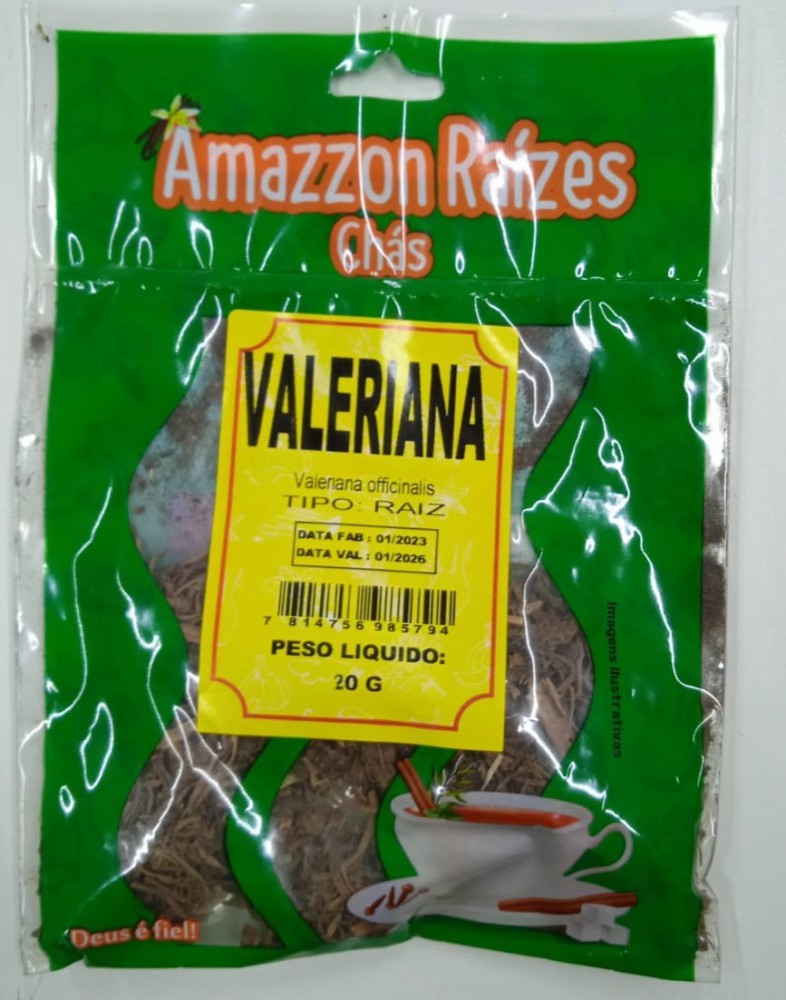 Amazzon Raízes
Chás
VALERIANA
Valeriana officinalis
TIPO: RAIZ
DATA FAB : 01/2023
DATA VAL : 01/2026
7 814756 985794
PESO LIQUIDO:
20 G
Imagens ilustrativas
Deus é fiel!